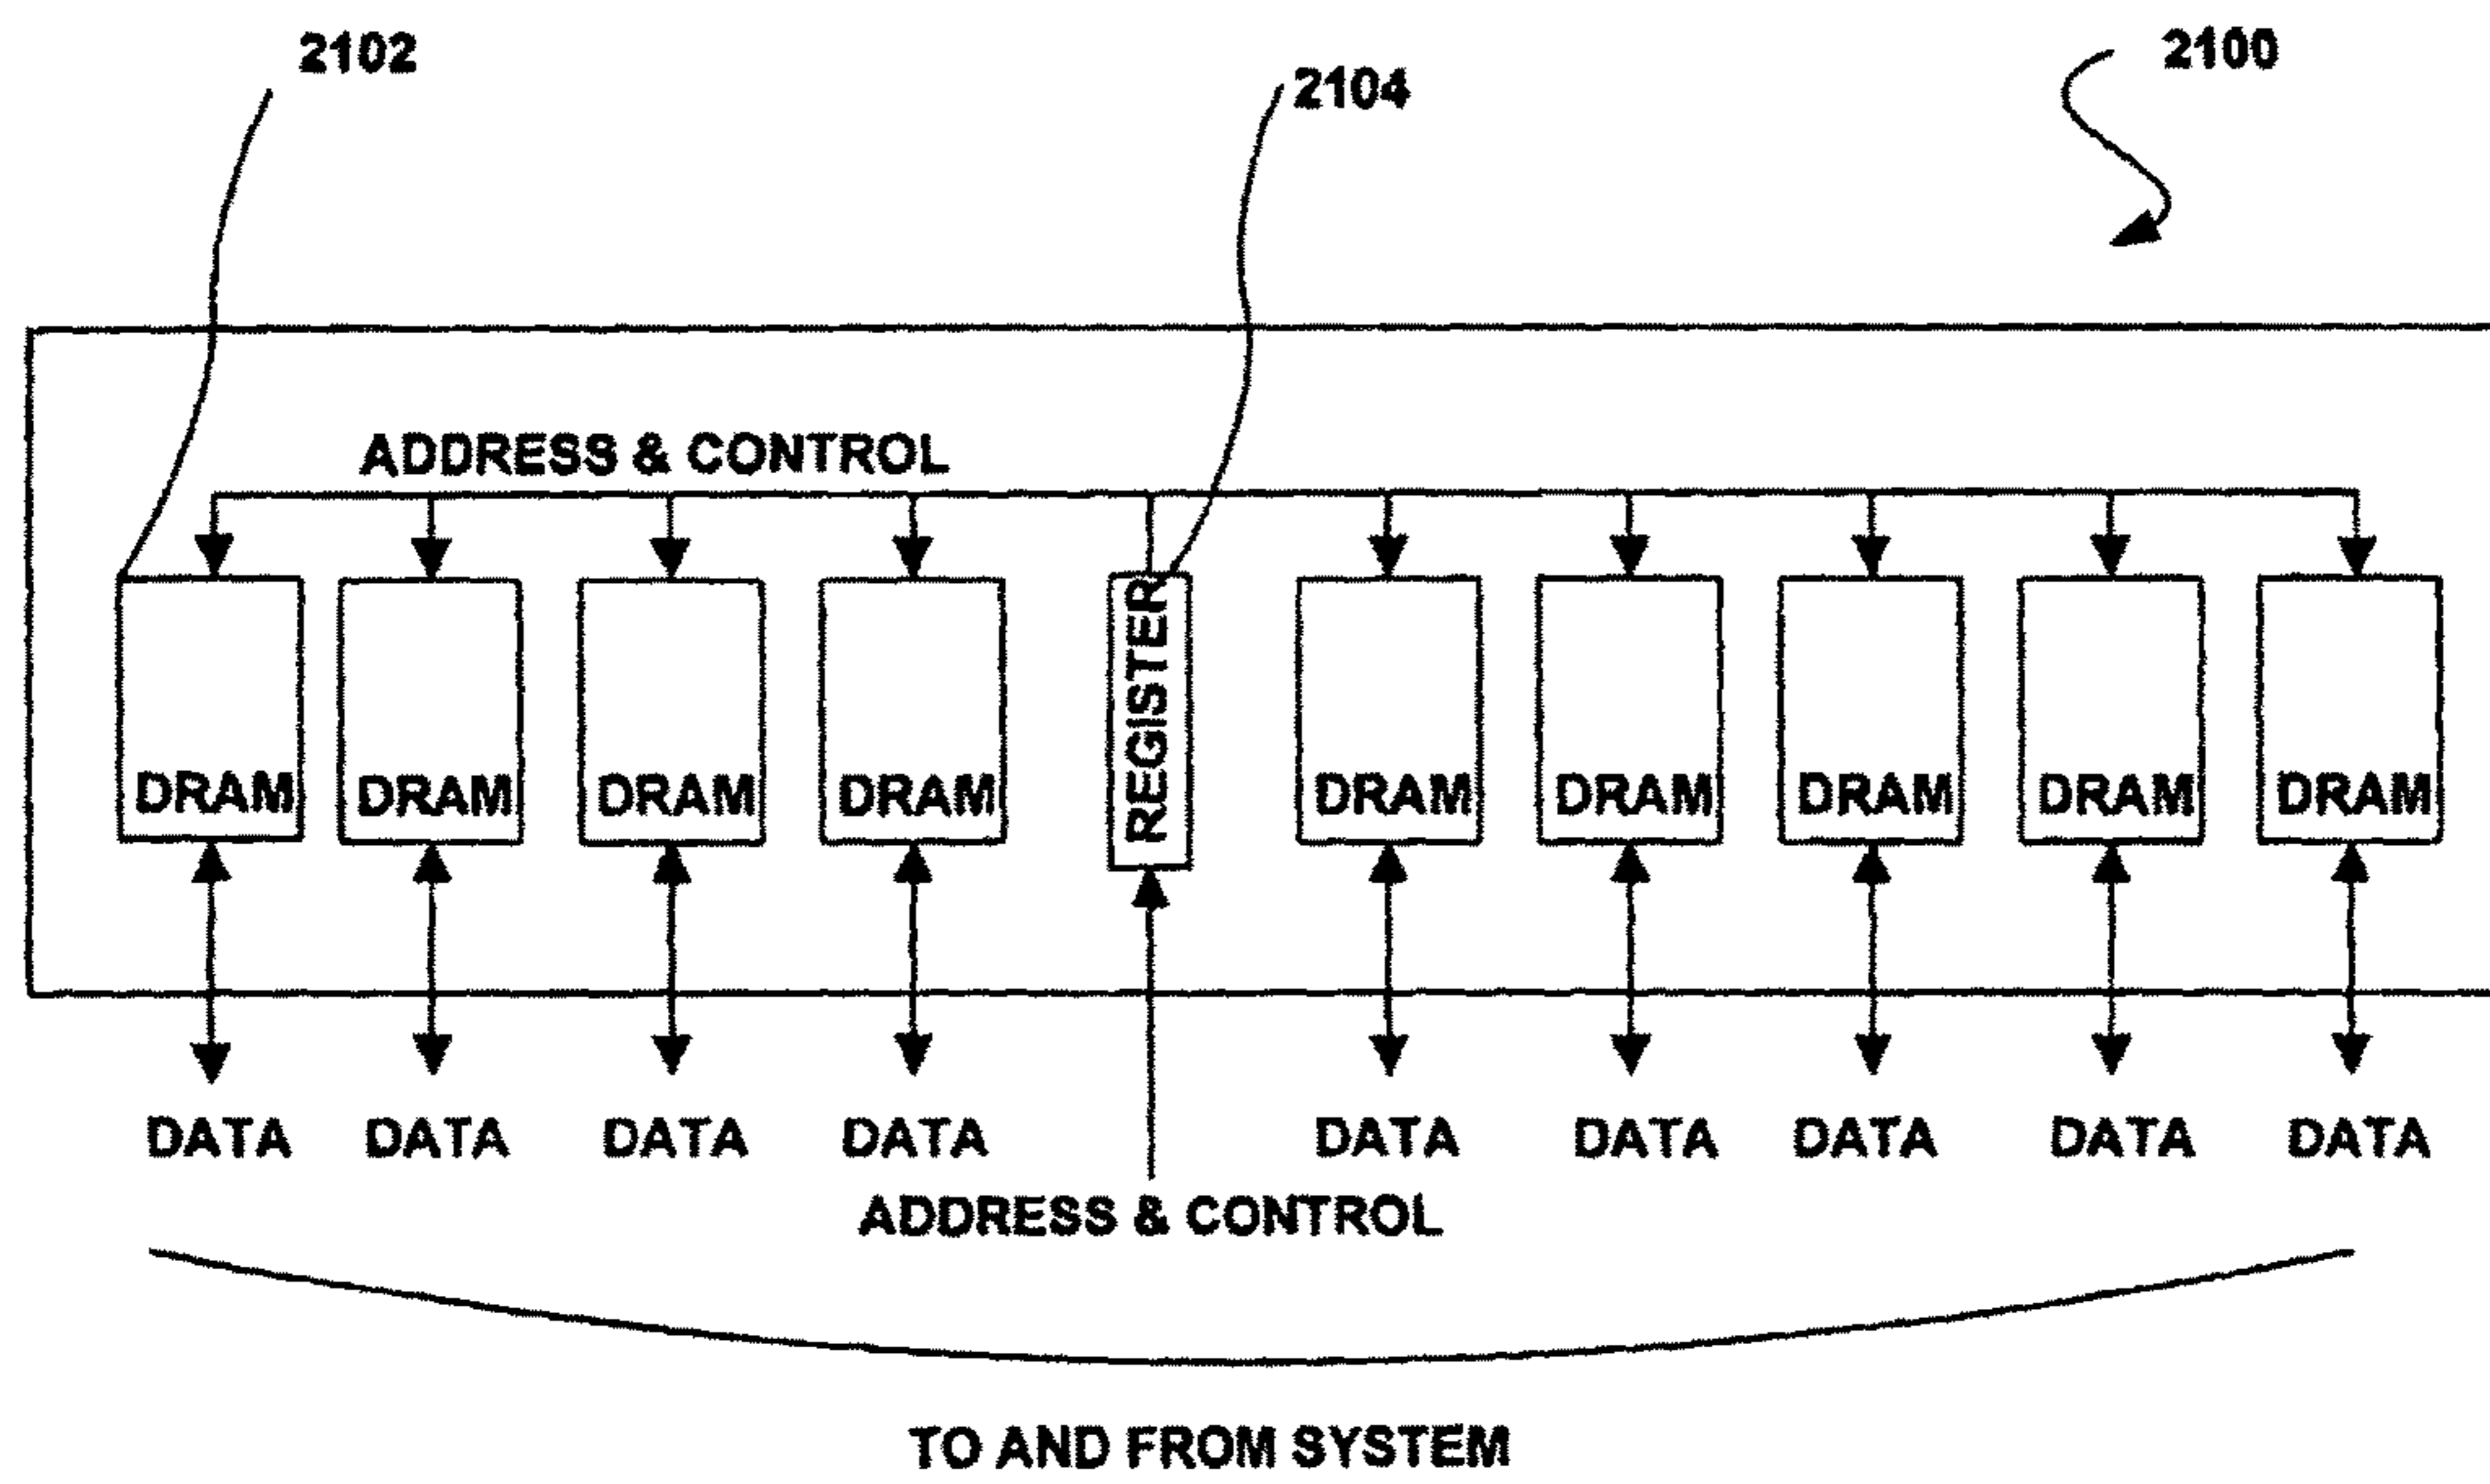 2102
2104
2100
ADDRESS & CONTROL
DRAM DRAM DRAM DRAM REGISTER DRAM DRAM DRAM DRAM DRAM
DATA DATA DATA DATA DATA DATA DATA DATA DATA
ADDRESS & CONTROL
TO AND FROM SYSTEM